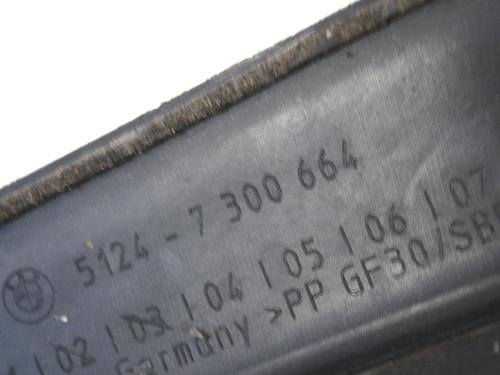 5124 - 7 300 664
02 | 03 | 04 | 05 | 06 | 07
Germany >PP GF30/SB